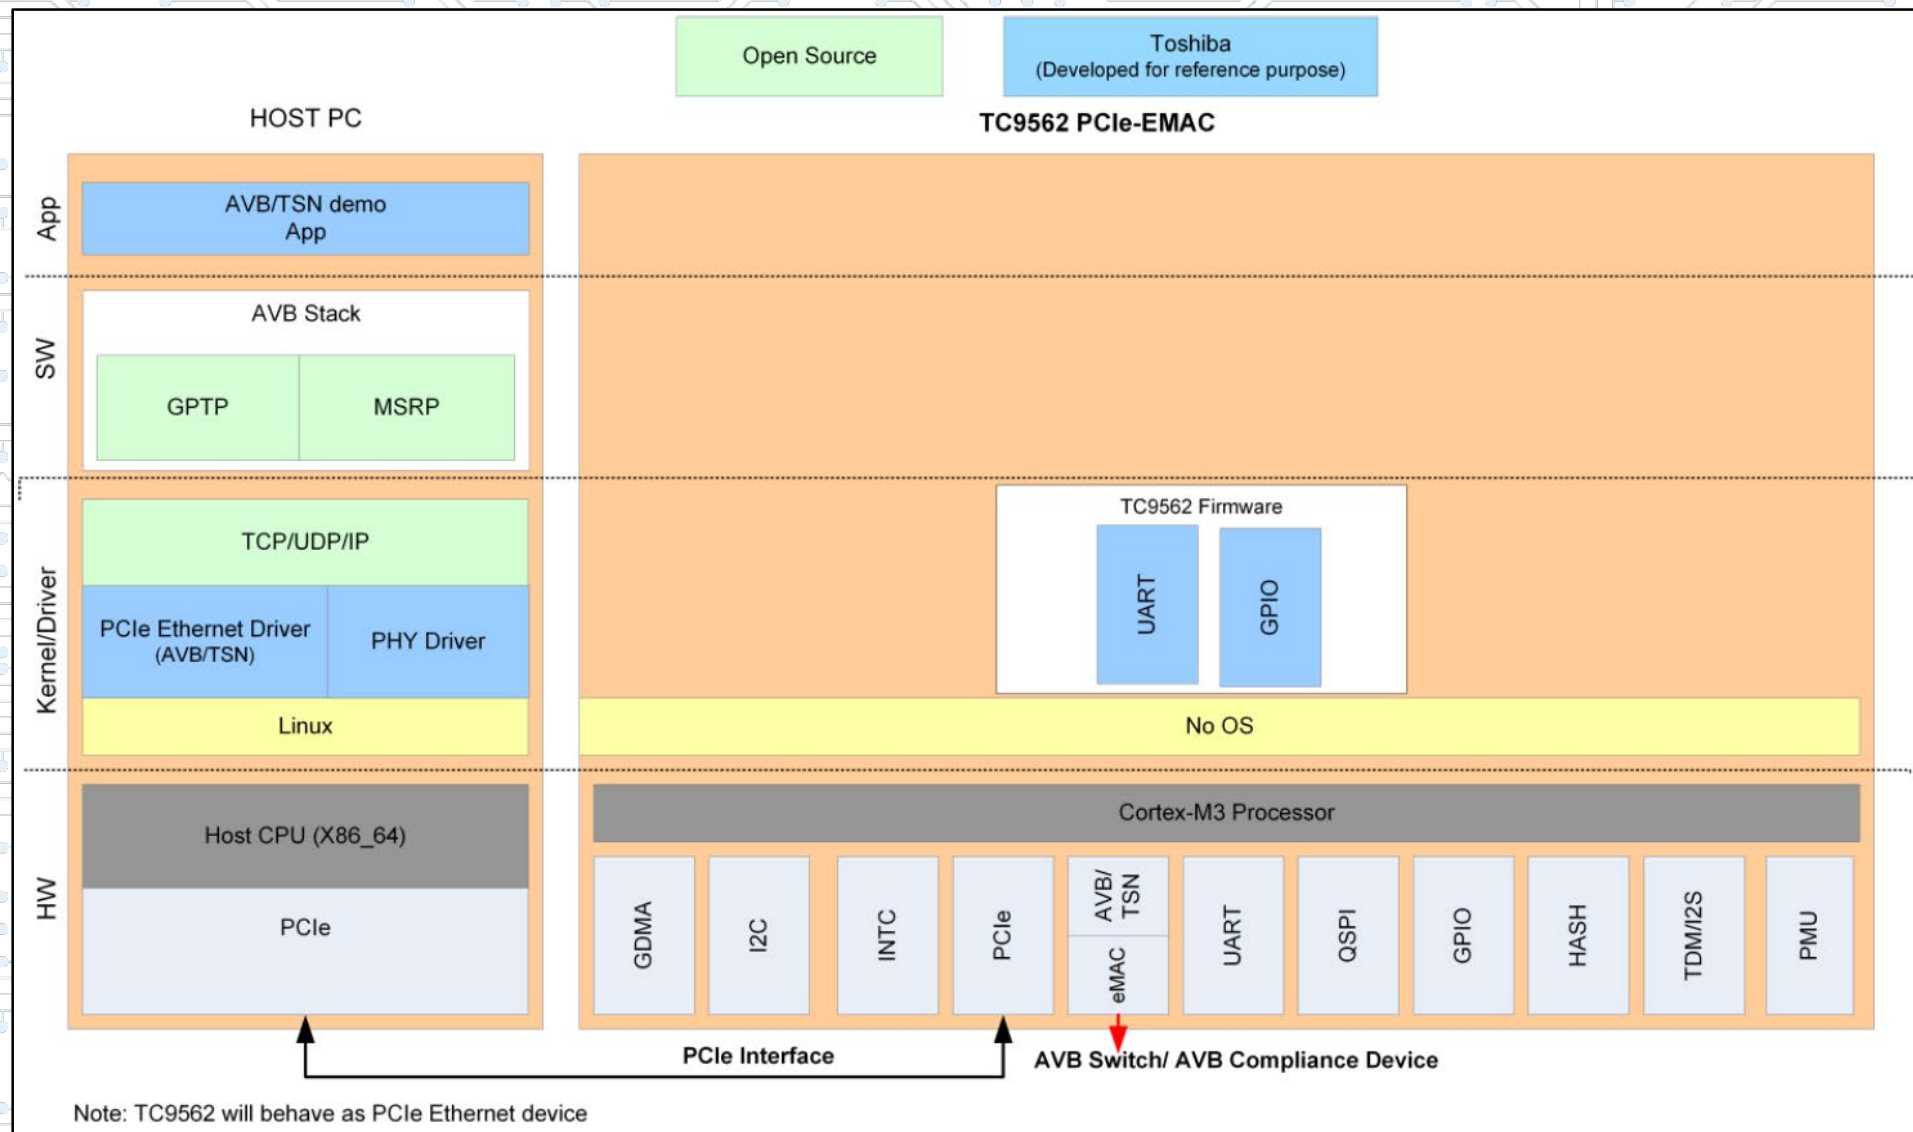 Open Source
Toshiba
(Developed for reference purpose)
HOST PC
TC9562 PCIe-EMAC
App
AVB/TSN demo
App
SW
AVB Stack
GPTP
MSRP
Kernel/Driver
TCP/UDP/IP
PCIe Ethernet Driver
(AVB/TSN)
PHY Driver
Linux
TC9562 Firmware
UART
GPIO
No OS
HW
Host CPU (X86_64)
PCIe
Cortex-M3 Processor
GDMA
I2C
INTC
PCIe
AVB/
TSN
eMAC
UART
QSPI
GPIO
HASH
TDM/I2S
PMU
PCIe Interface
AVB Switch/ AVB Compliance Device
Note: TC9562 will behave as PCIe Ethernet device